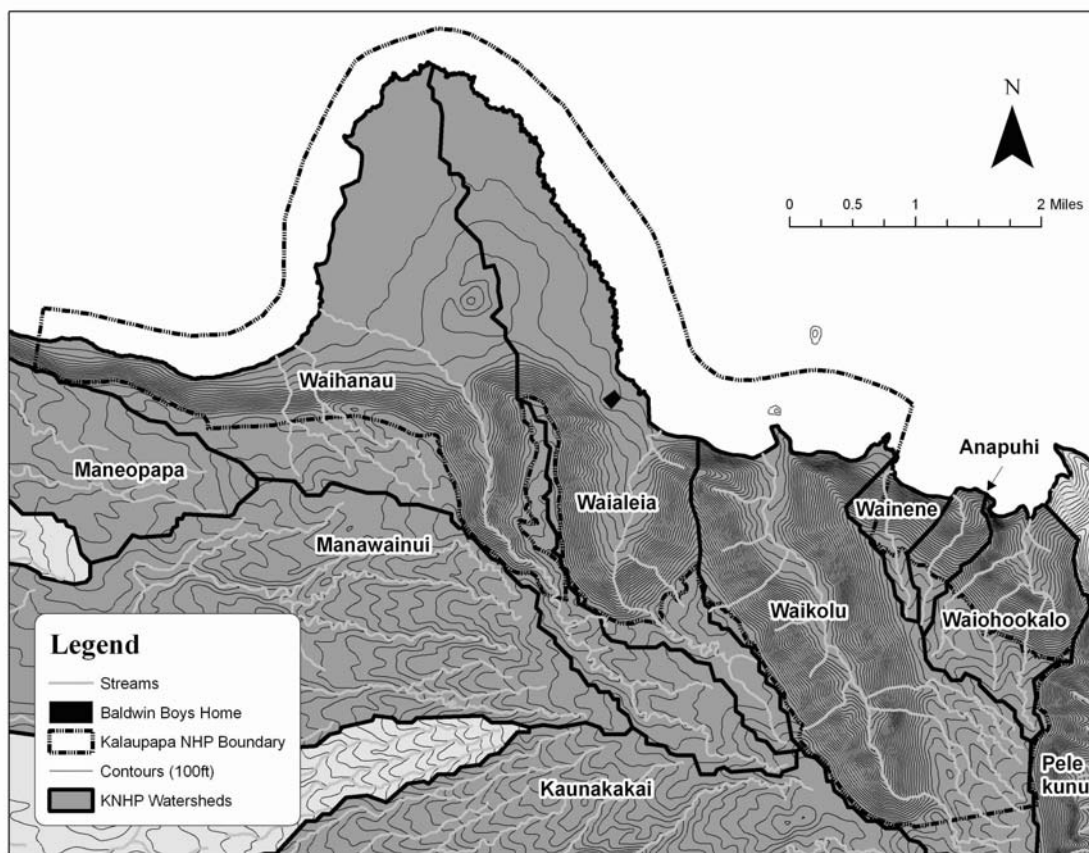 N
0 0.5 1 2 Miles
Anapuhi
Waihanau
Maneopapa
Wainene
Waialeia
Manawainui
Waikolu
Waiohookalo
Legend
Streams
Baldwin Boys Home
Kalaupapa NHP Boundary
Contours (100ft)
KNHP Watersheds
Kaunakakai
Pele
kunu